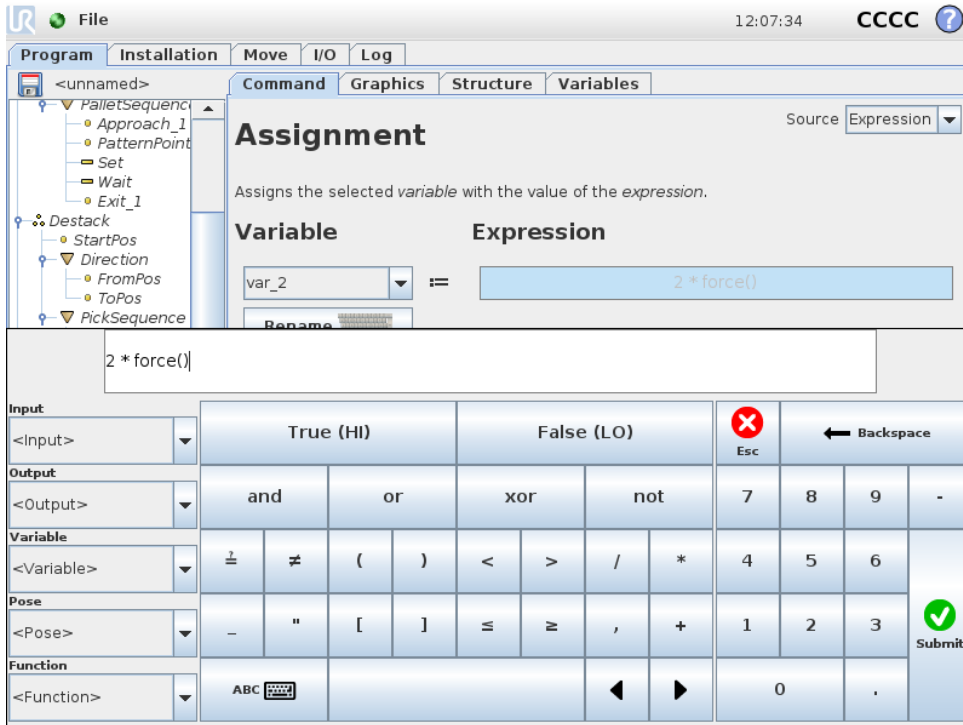 UR File 12:07:34 CCCC ?
Program Installation Move I/O Log
<unnamed>
Command Graphics Structure Variables
PalletSequenc
Approach_1
PatternPoint
Set
Wait
Exit_1
Destack
StartPos
Direction
FromPos
ToPos
PickSequence
Assignment
Source Expression
Assigns the selected variable with the value of the expression.
Variable Expression
var_2 := 2 * force()
Rename
2 * force()
Input
<Input>
Output
<Output>
Variable
<Variable>
Pose
<Pose>
Function
<Function>
True (HI) False (LO) Esc Backspace
and or xor not 7 8 9 -
≟ ≠ ( ) < > / * 4 5 6
_ " [ ] ≤ ≥ , + 1 2 3 Submit
ABC 0 .